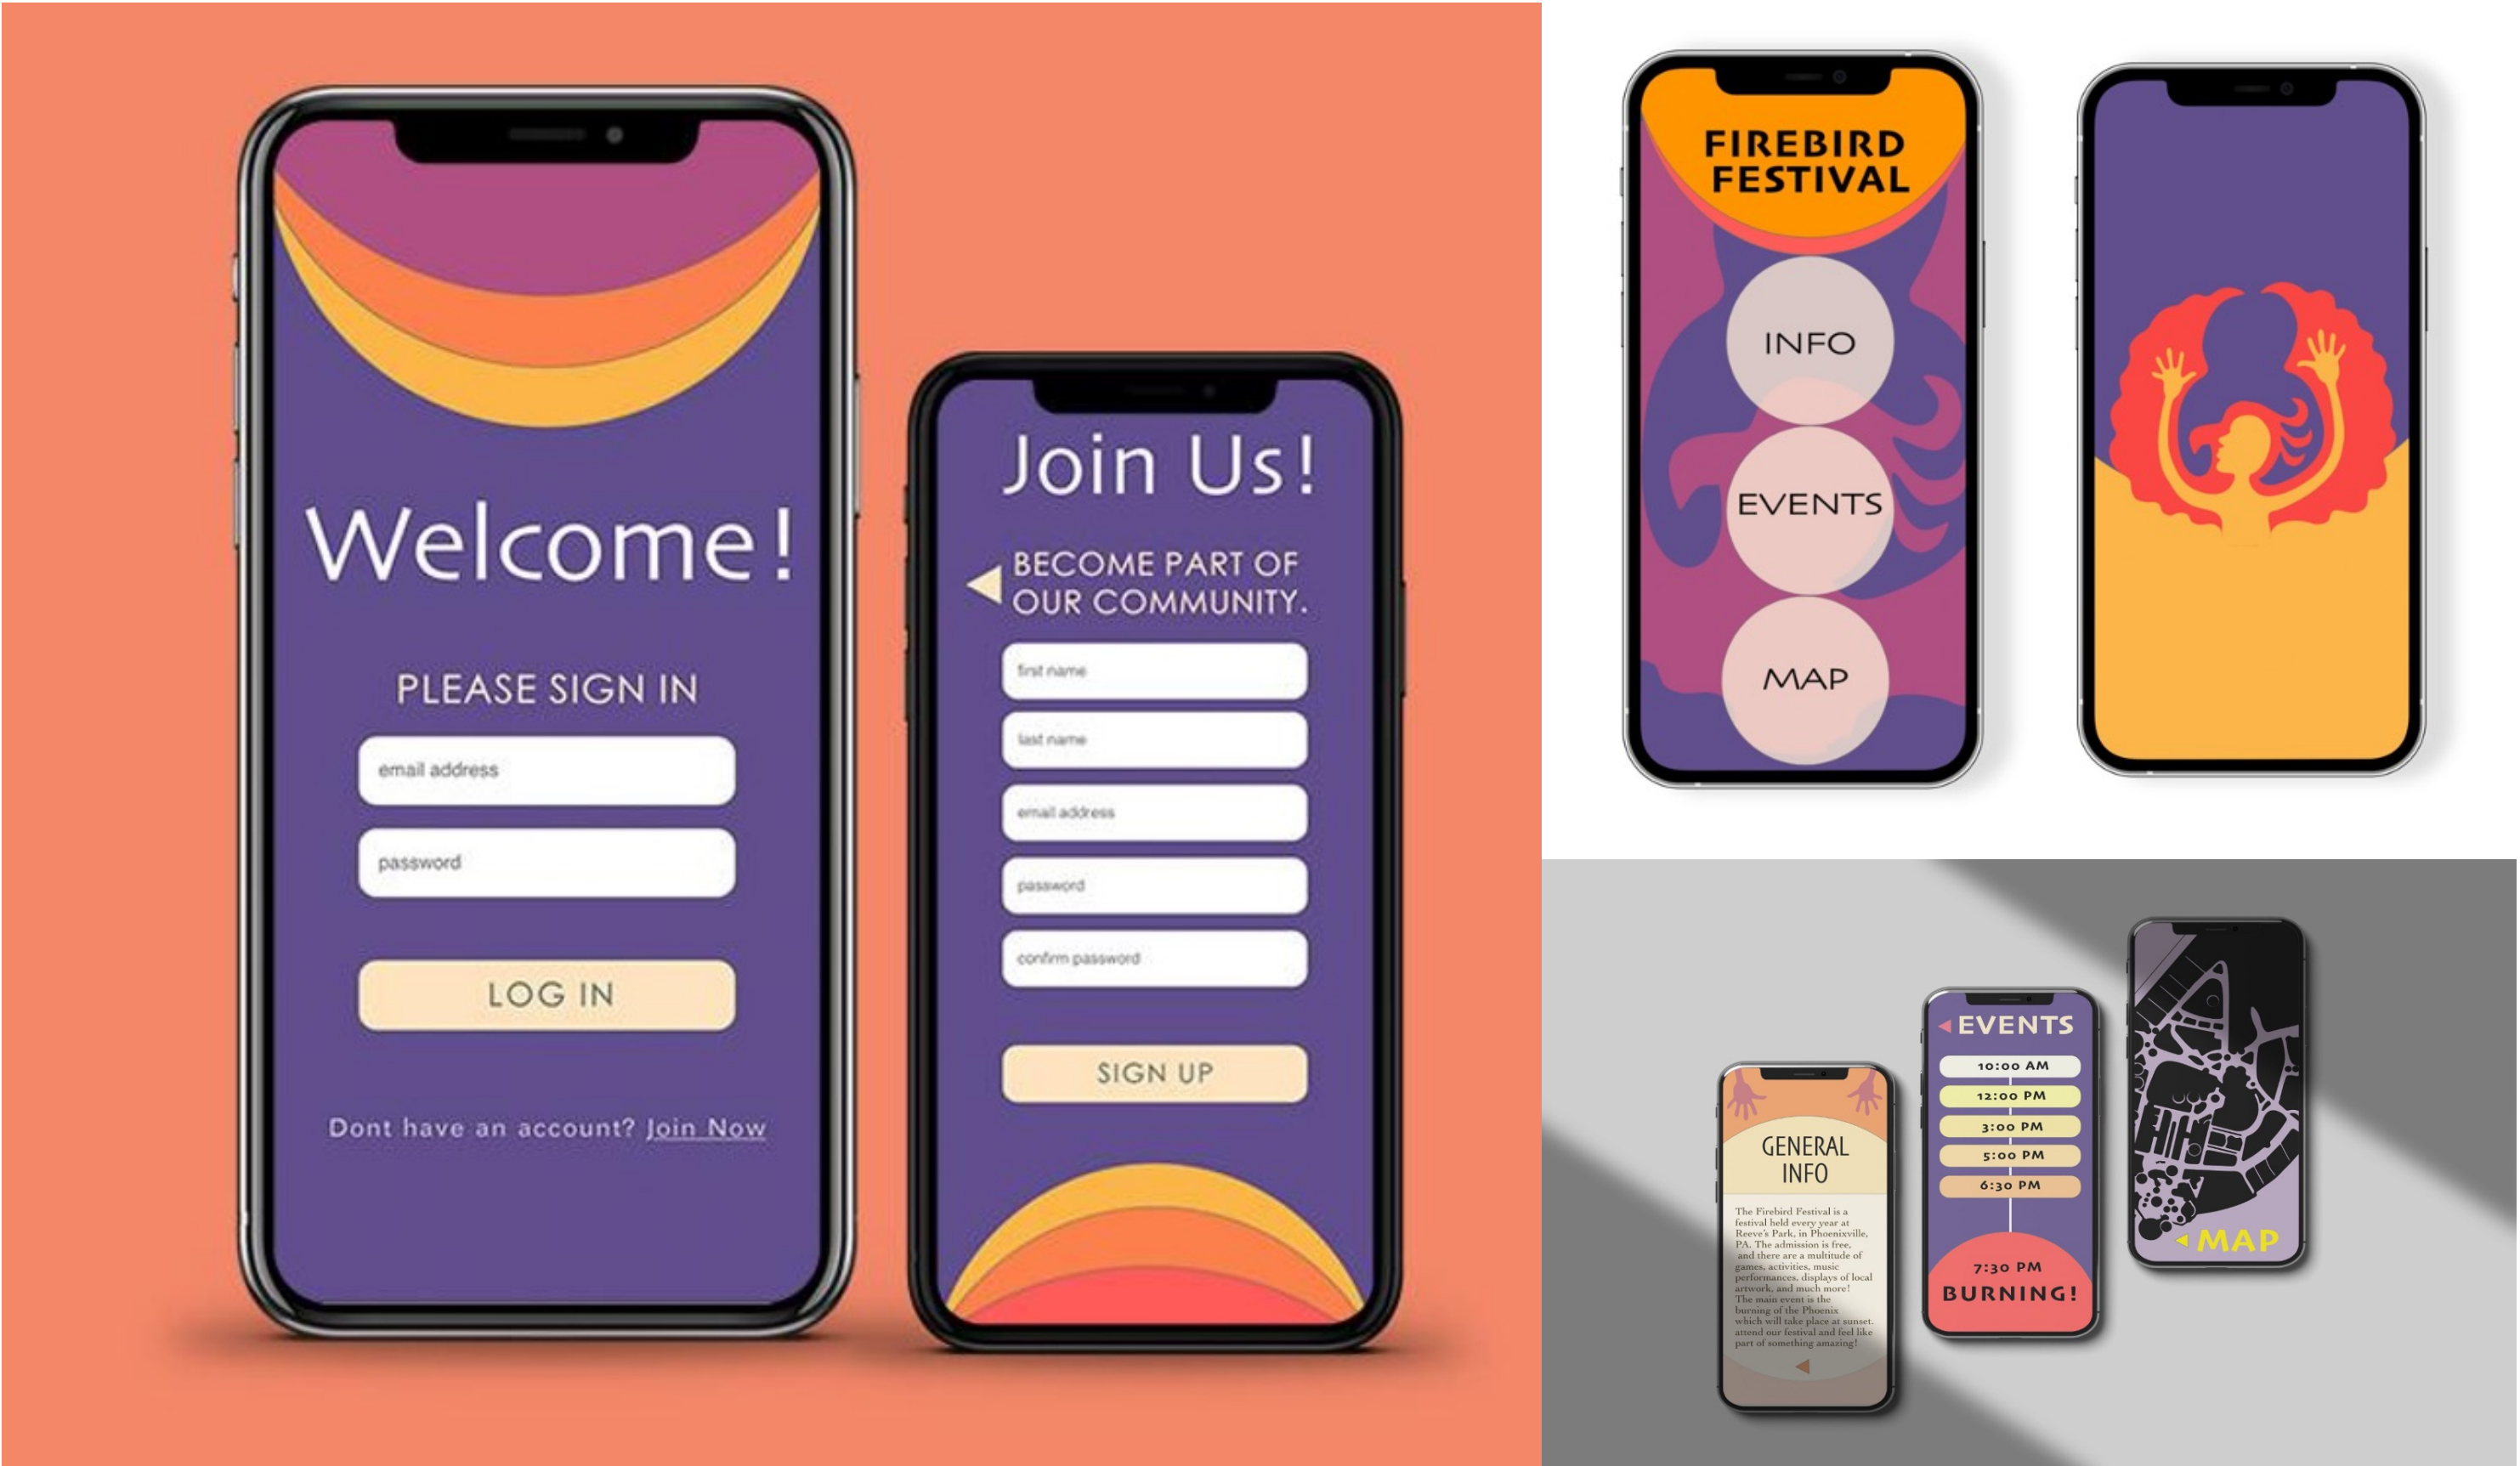 Welcome!
PLEASE SIGN IN
email address
password
LOG IN
Dont have an account? Join Now
Join Us!
BECOME PART OF
OUR COMMUNITY.
first name
last name
email address
password
confirm password
SIGN UP
FIREBIRD
FESTIVAL
INFO
EVENTS
MAP
GENERAL
INFO
The Firebird Festival is a
festival held every year at
Reeve's Park, in Phoenixville,
PA. The admission is free,
and there are a multitude of
games, activities, music
performances, displays of local
artwork, and much more!
The main event is the
burning of the Phoenix
which will take place at sunset.
attend our festival and feel like
part of something amazing!
EVENTS
10:00 AM
12:00 PM
3:00 PM
5:00 PM
6:30 PM
7:30 PM
BURNING!
MAP